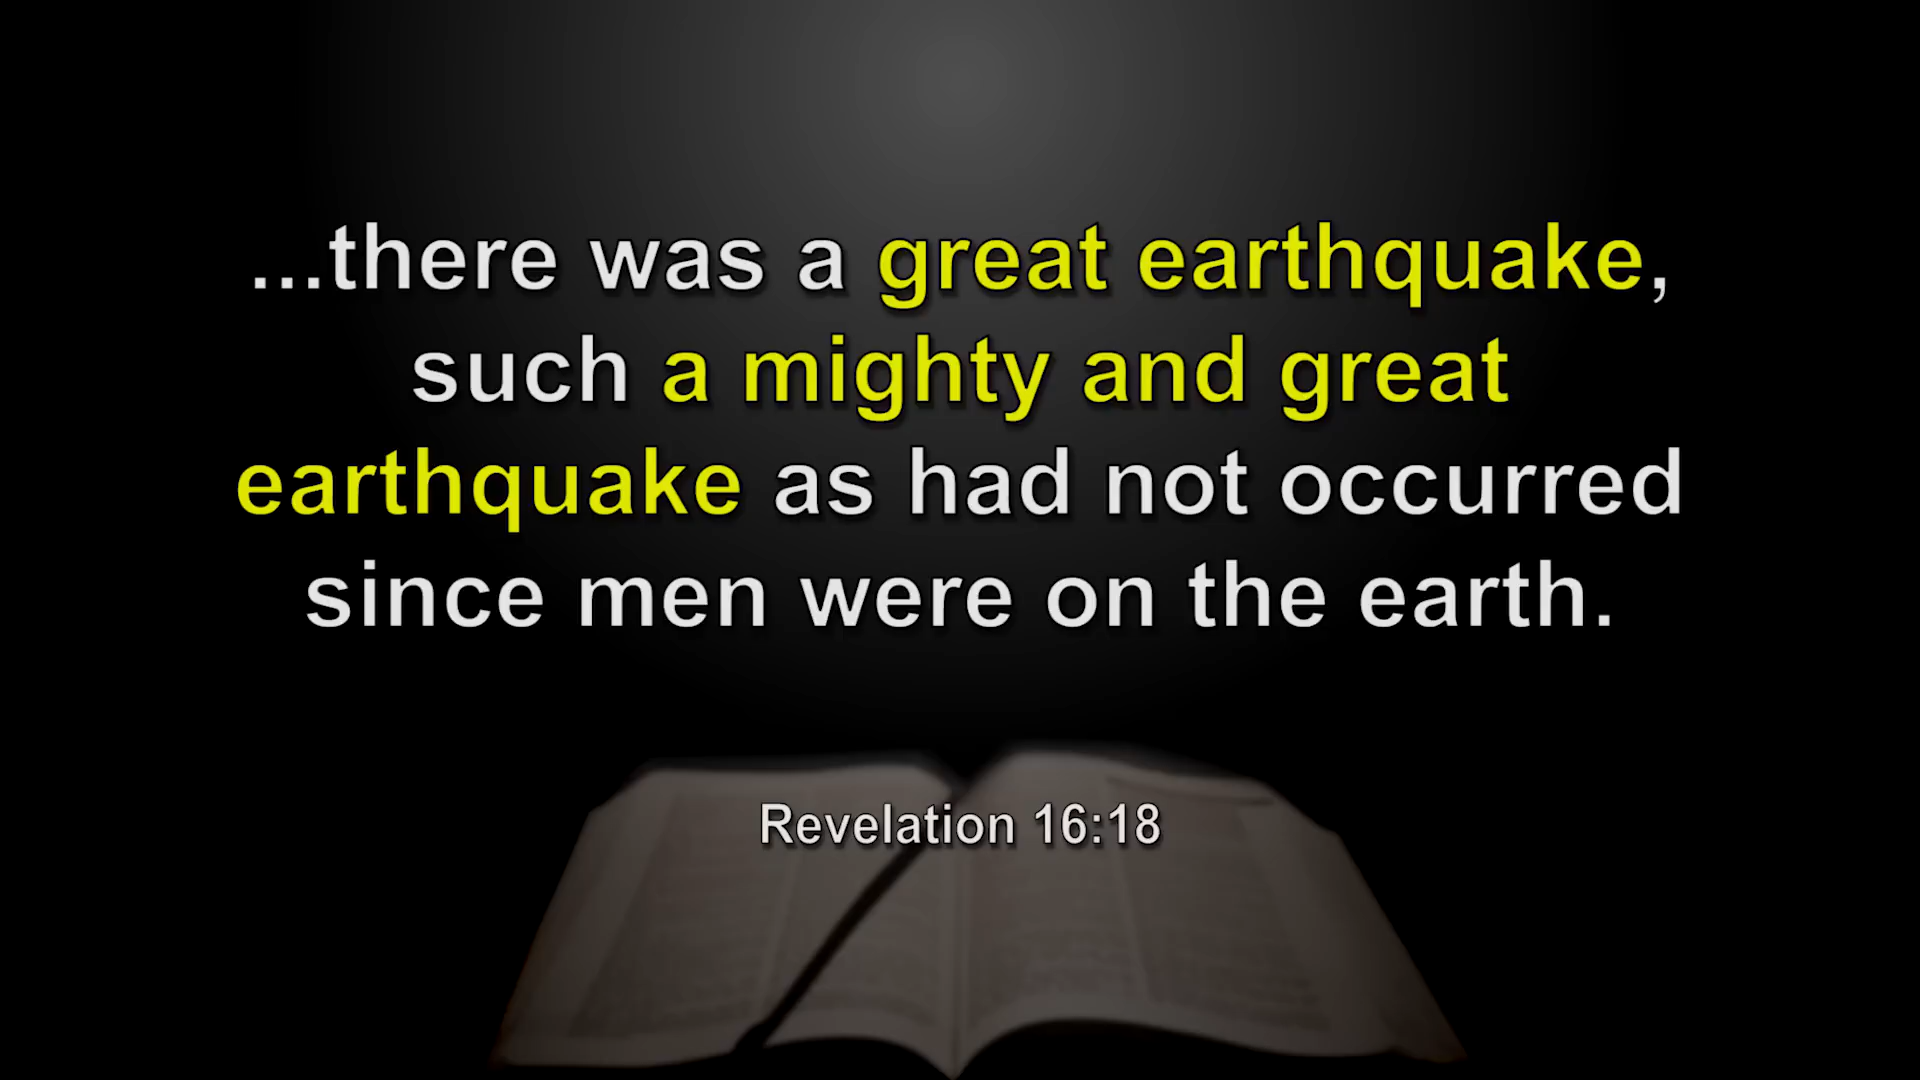 ...there was a great earthquake,
such a mighty and great
earthquake as had not occurred
since men were on the earth.
Revelation 16:18